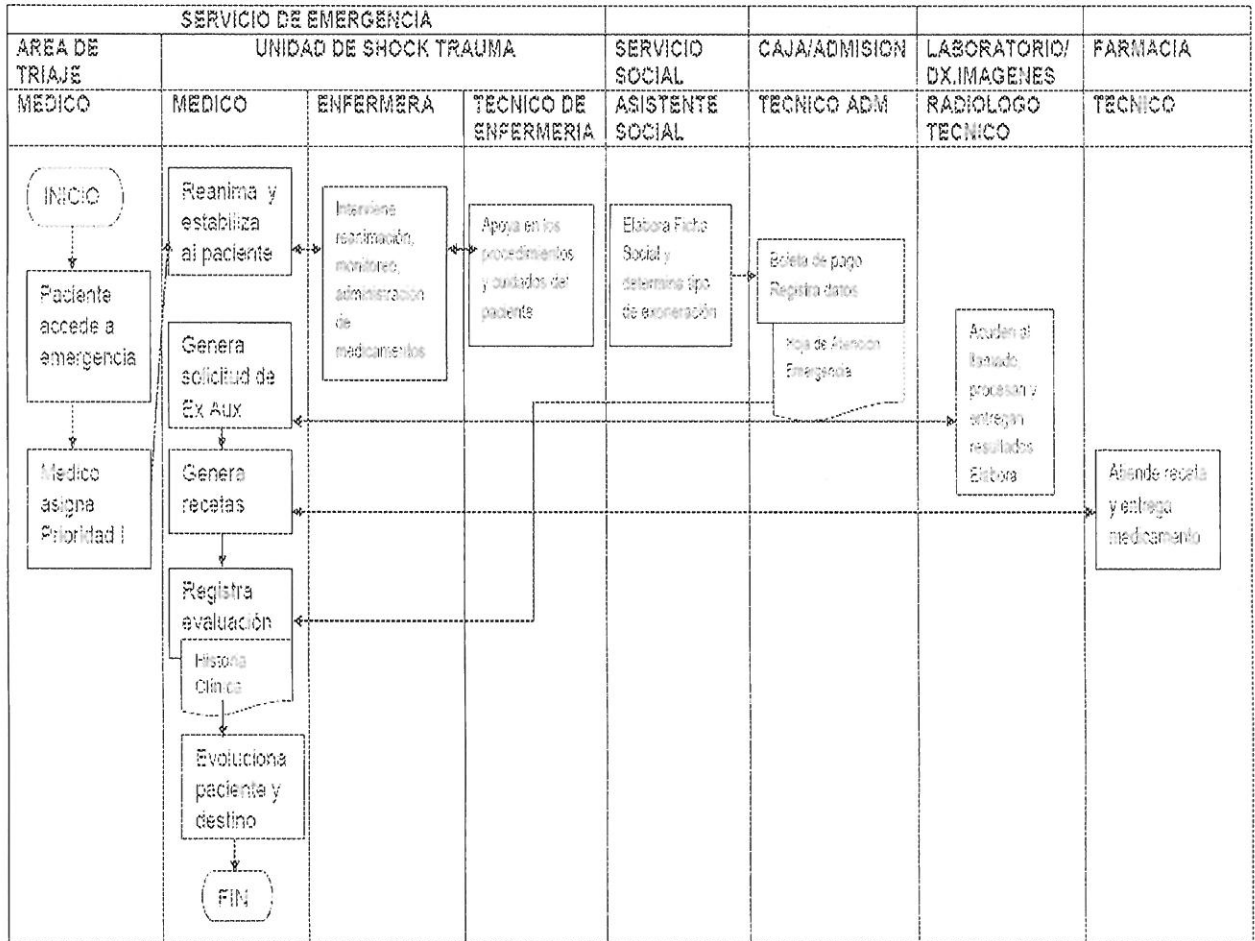 SERVICIO DE EMERGENCIA
AREA DE
TRIAJE
UNIDAD DE SHOCK TRAUMA
SERVICIO
SOCIAL
CAJA/ADMISION
LABORATORIO/
DX.IMAGENES
FARMACIA
MEDICO
MEDICO
ENFERMERA
TECNICO DE
ENFERMERIA
ASISTENTE
SOCIAL
TECNICO ADM
RADIOLOGO
TECNICO
TECNICO
INICIO
Paciente
accede a
emergencia
Medico
asigna
Prioridad I
Reanima y
estabiliza
al paciente
Genera
solicitud de
Ex Aux
Genera
recetas
Registra
evaluación
Historia
Clínica
Evoluciona
paciente y
destino
FIN
Interviene
reanimación,
monitoreo,
administración
de
medicamentos
Apoya en los
procedimientos
y cuidados del
paciente
Elabora Ficha
Social y
determina tipo
de exoneración
Boleta de pago
Registra datos
Hoja de Atención
Emergencia
Acuden al
llamado,
procesan y
entregan
resultados
Elabora
Atiende receta
y entrega
medicamento